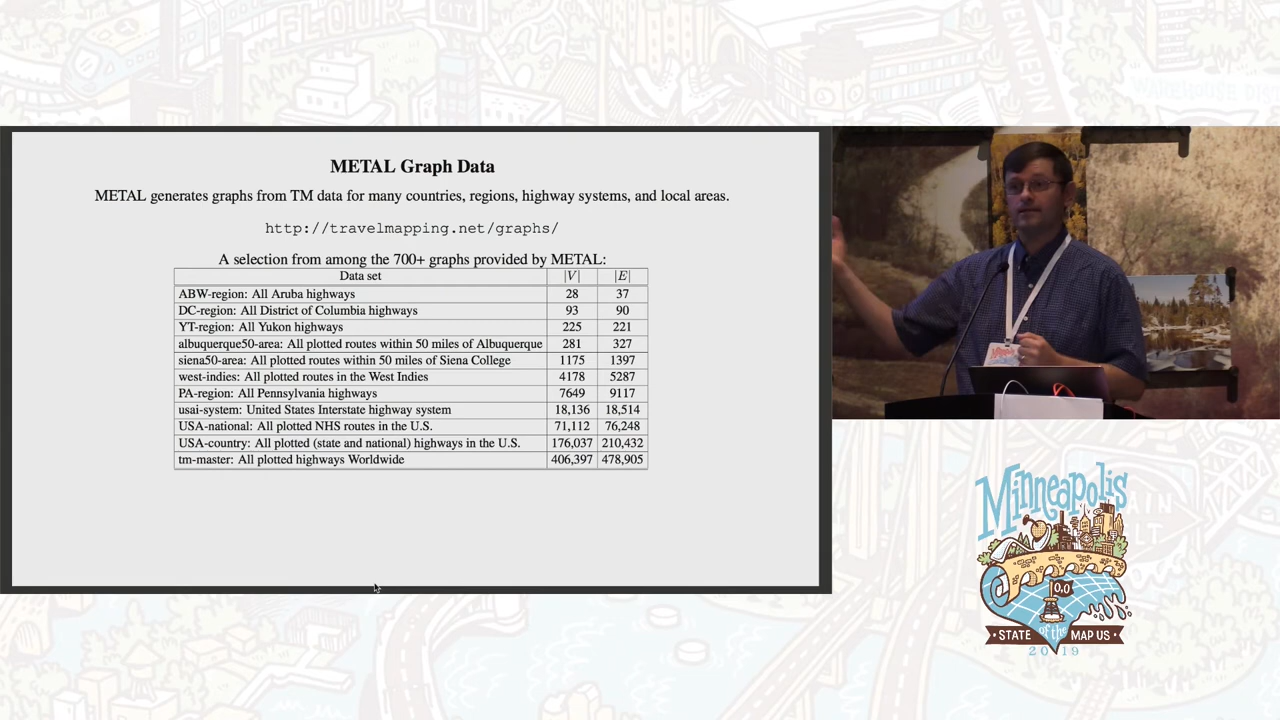 FLOUR
CITY
HENNEPIN
WAREHOUSE DIST
METAL Graph Data
METAL generates graphs from TM data for many countries, regions, highway systems, and local areas.
http://travelmapping.net/graphs/
A selection from among the 700+ graphs provided by METAL:
Data set |V| |E|
ABW-region: All Aruba highways 28 37
DC-region: All District of Columbia highways 93 90
YT-region: All Yukon highways 225 221
albuquerque50-area: All plotted routes within 50 miles of Albuquerque 281 327
siena50-area: All plotted routes within 50 miles of Siena College 1175 1397
west-indies: All plotted routes in the West Indies 4178 5287
PA-region: All Pennsylvania highways 7649 9117
usai-system: United States Interstate highway system 18,136 18,514
USA-national: All plotted NHS routes in the U.S. 71,112 76,248
USA-country: All plotted (state and national) highways in the U.S. 176,037 210,432
tm-master: All plotted highways Worldwide 406,397 478,905
Minneapolis
0,0
STATE of the MAP US
2019